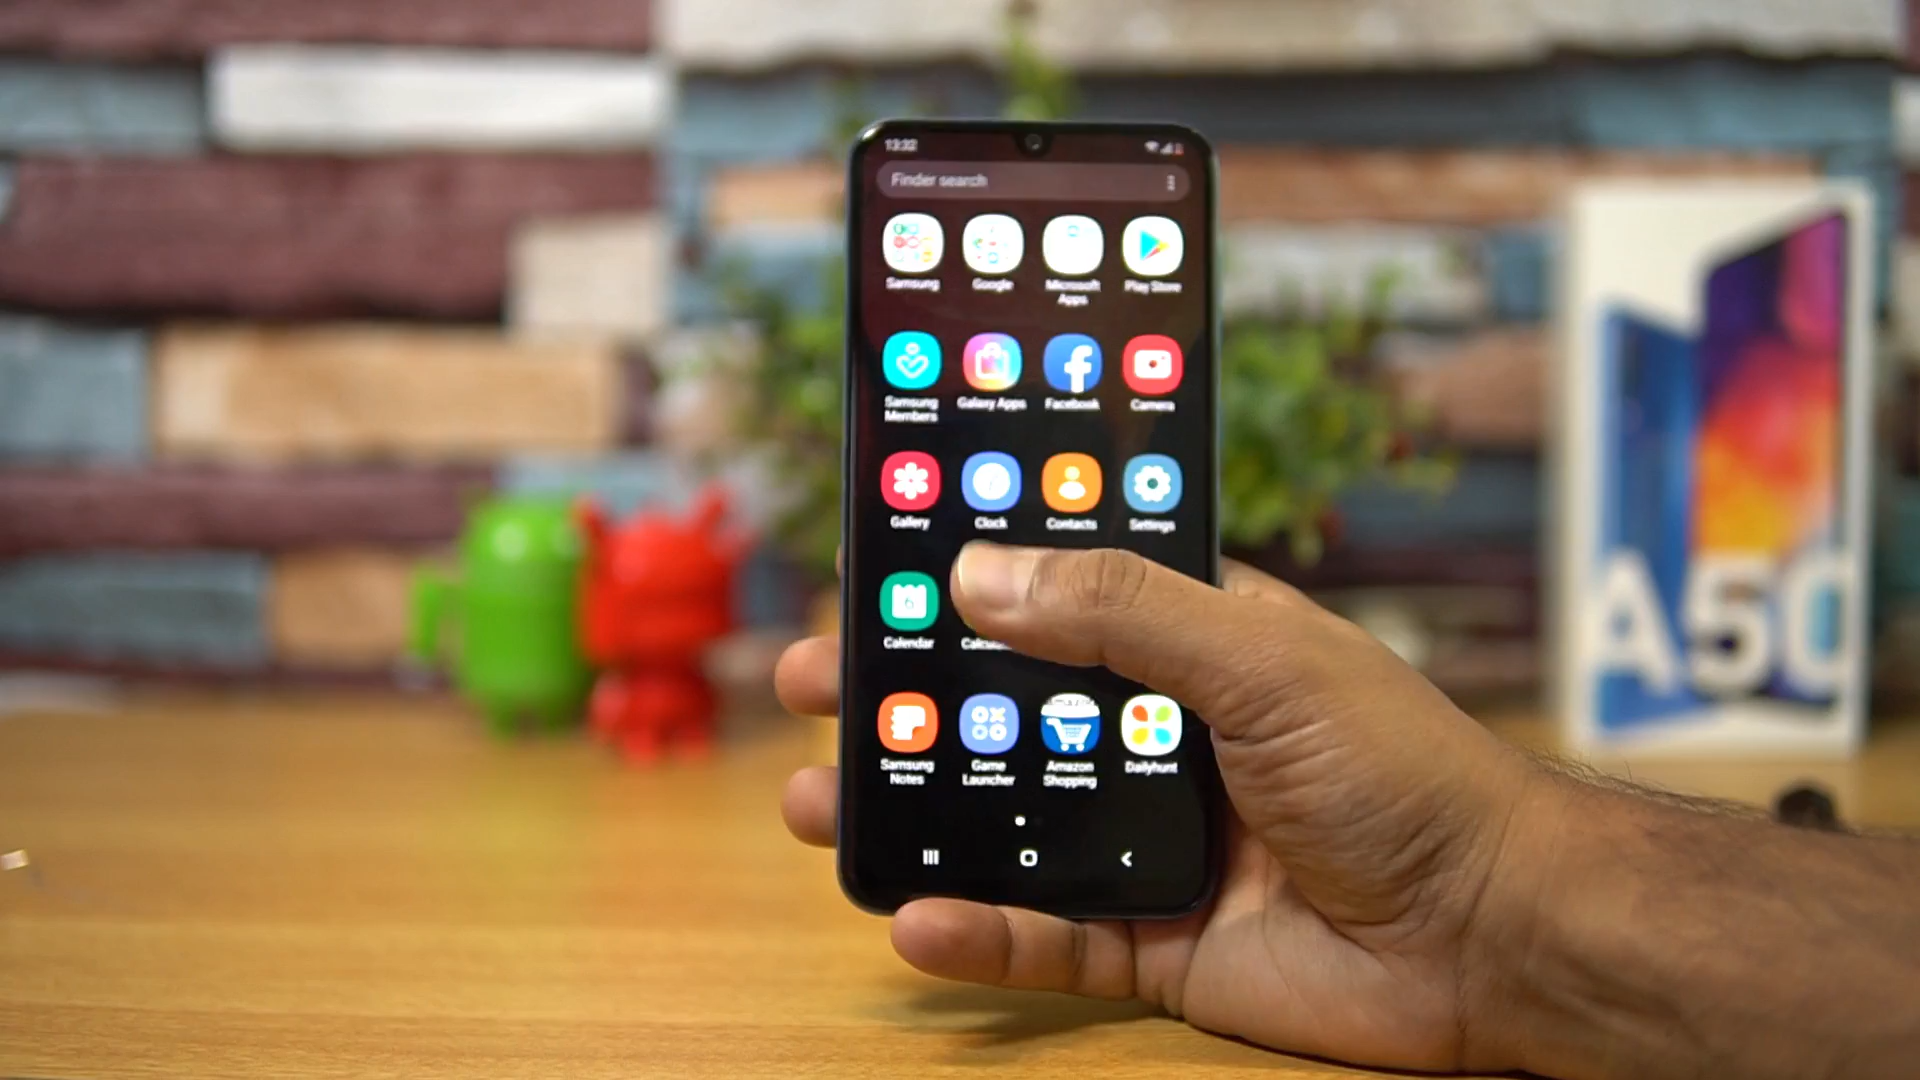 13:32
Finder search
Samsung
Google
Microsoft
Apps
Play Store
Samsung
Members
Galaxy Apps
Facebook
Camera
Gallery
Clock
Contacts
Settings
6
Calendar
Samsung
Notes
Game
Launcher
Amazon
Shopping
Dailyhunt
A50